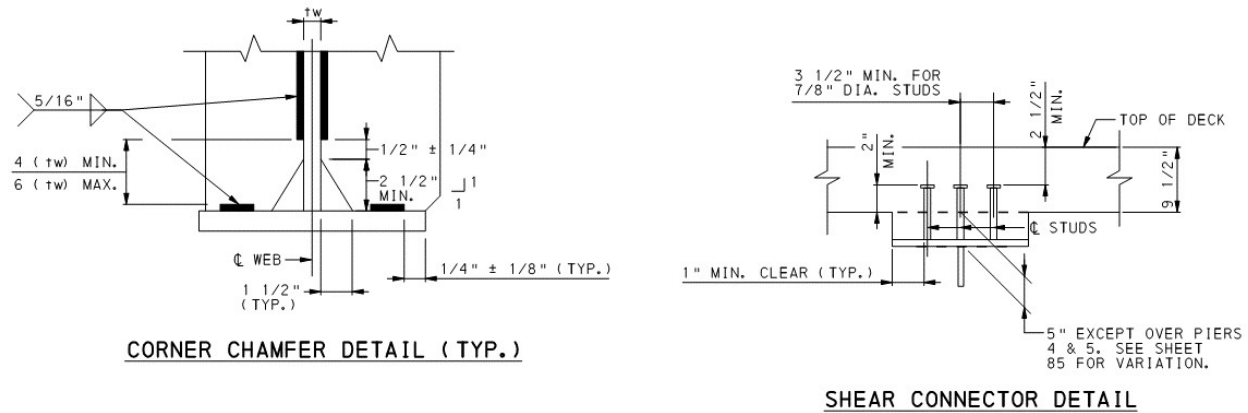 tw
5/16"
4 (tw) MIN.
6 (tw) MAX.
1/2" ± 1/4"
2 1/2"
MIN.
1
1
℄ WEB
1 1/2"
(TYP.)
1/4" ± 1/8" (TYP.)
CORNER CHAMFER DETAIL (TYP.)
3 1/2" MIN. FOR
7/8" DIA. STUDS
2 1/2"
MIN.
TOP OF DECK
2"
MIN.
9 1/2"
℄ STUDS
1" MIN. CLEAR (TYP.)
5" EXCEPT OVER PIERS
4 & 5. SEE SHEET
85 FOR VARIATION.
SHEAR CONNECTOR DETAIL